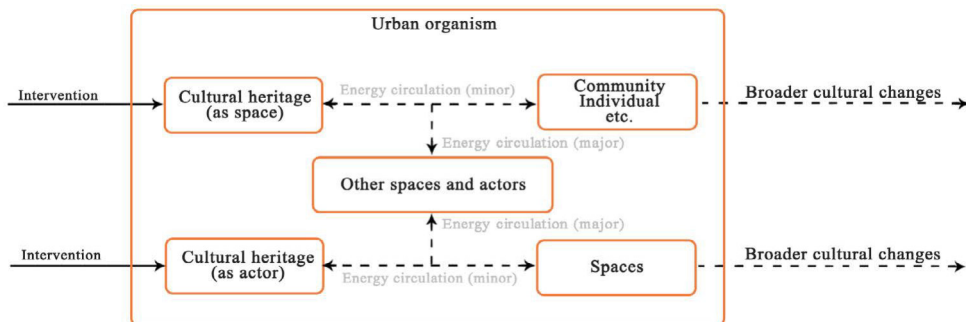 Urban organism
Intervention
Cultural heritage
(as space)
Energy circulation (minor)
Community
Individual
etc.
Broader cultural changes
Energy circulation (major)
Other spaces and actors
Energy circulation (major)
Intervention
Cultural heritage
(as actor)
Energy circulation (minor)
Spaces
Broader cultural changes